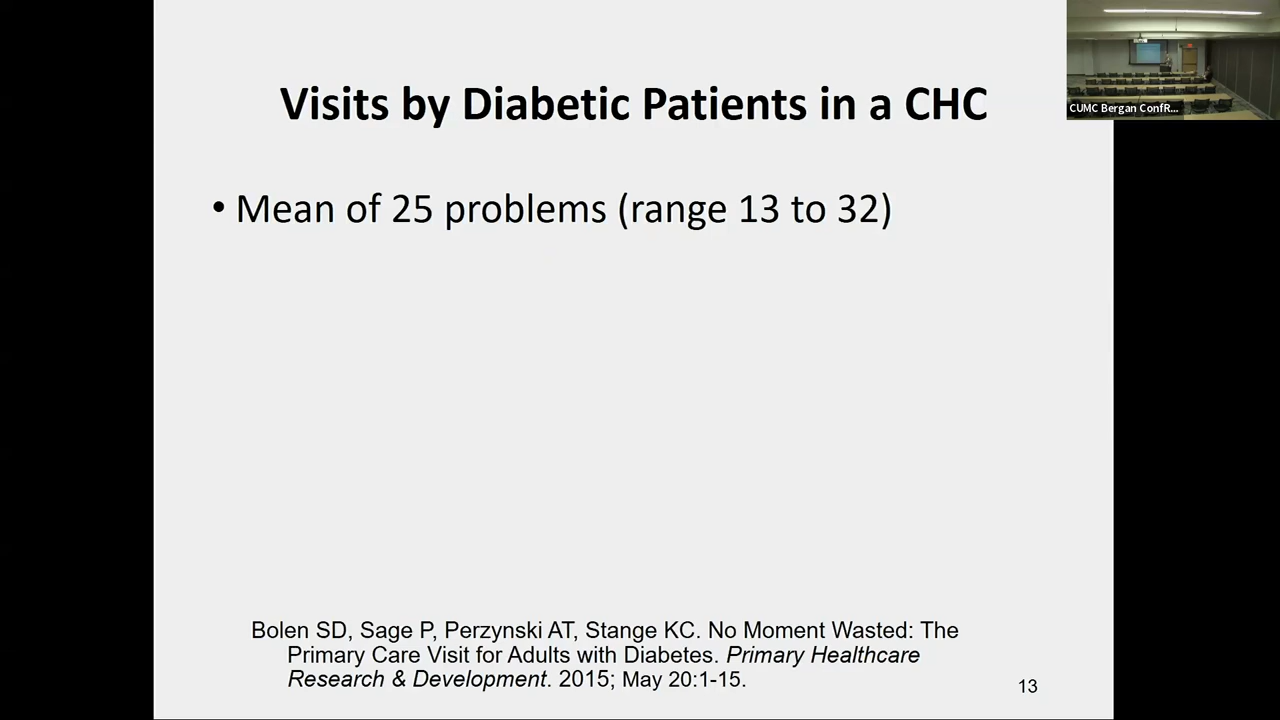 Visits by Diabetic Patients in a CHC
CUMC Bergan ConfR...
• Mean of 25 problems (range 13 to 32)
Bolen SD, Sage P, Perzynski AT, Stange KC. No Moment Wasted: The
Primary Care Visit for Adults with Diabetes. Primary Healthcare
Research & Development. 2015; May 20:1-15.
13